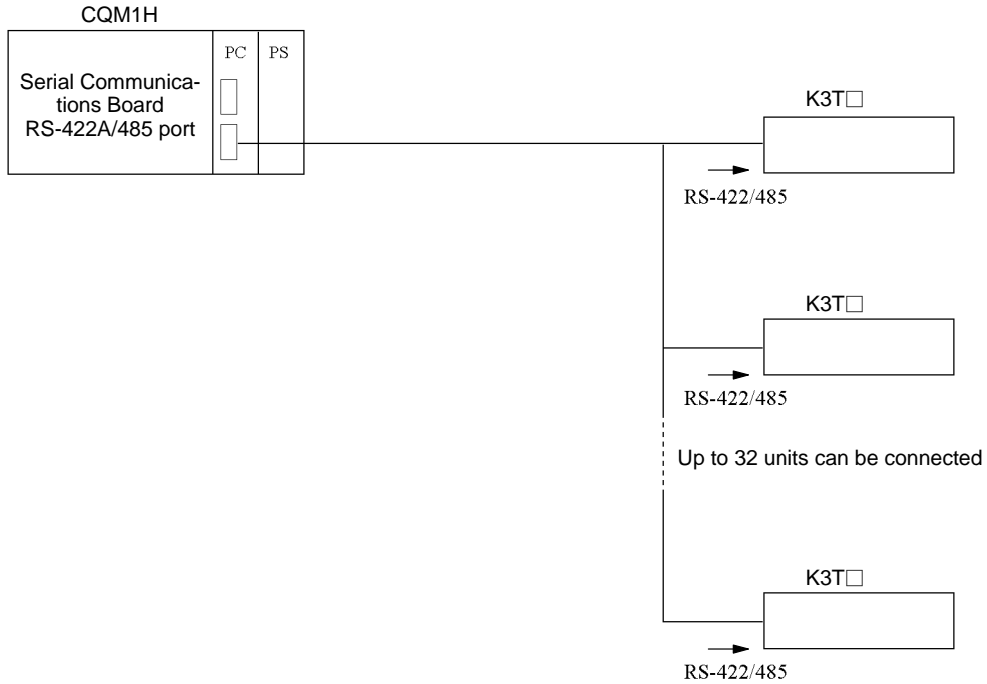 CQM1H
PC PS
Serial Communica-
tions Board
RS-422A/485 port
K3T□
RS-422/485
K3T□
RS-422/485
Up to 32 units can be connected
K3T□
RS-422/485